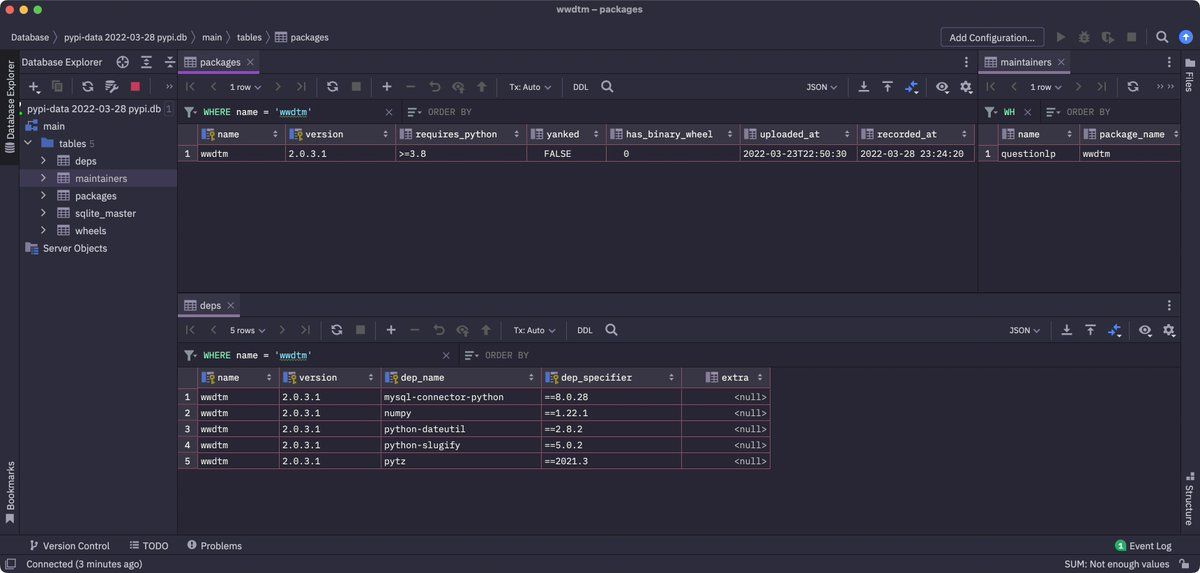 wwdtm – packages
Database pypi-data 2022-03-28 pypi.db main tables packages
Add Configuration...
Database Explorer
Database Explorer
pypi-data 2022-03-28 pypi.db 1
main
tables 5
deps
maintainers
packages
sqlite_master
wheels
Server Objects
packages
1 row Tx: Auto DDL JSON
WHERE name = 'wwdtm' ORDER BY
name version requires_python yanked has_binary_wheel uploaded_at recorded_at
1 wwdtm 2.0.3.1 >=3.8 FALSE 0 2022-03-23T22:50:30 2022-03-28 23:24:20
maintainers
1 row
WH ORDER BY
name package_name
1 questionlp wwdtm
Files
deps
5 rows Tx: Auto DDL JSON
WHERE name = 'wwdtm' ORDER BY
name version dep_name dep_specifier extra
1 wwdtm 2.0.3.1 mysql-connector-python ==8.0.28 <null>
2 wwdtm 2.0.3.1 numpy ==1.22.1 <null>
3 wwdtm 2.0.3.1 python-dateutil ==2.8.2 <null>
4 wwdtm 2.0.3.1 python-slugify ==5.0.2 <null>
5 wwdtm 2.0.3.1 pytz ==2021.3 <null>
Bookmarks
Structure
Version Control TODO Problems
1 Event Log
Connected (3 minutes ago)
SUM: Not enough values